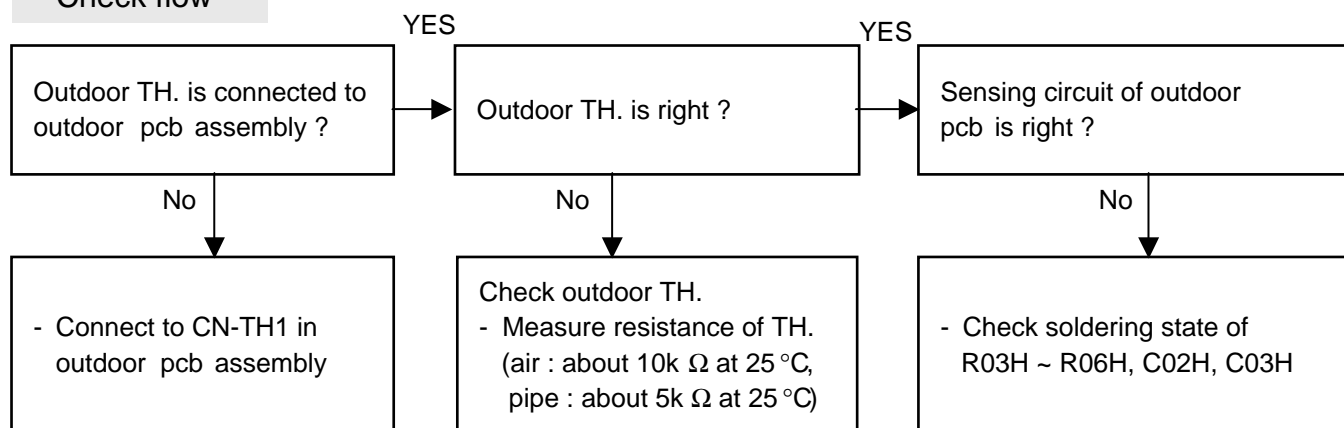 Check flow
YES
YES
Outdoor TH. is connected to
outdoor pcb assembly ?
Outdoor TH. is right ?
Sensing circuit of outdoor
pcb is right ?
No
No
No
- Connect to CN-TH1 in
outdoor pcb assembly
Check outdoor TH.
- Measure resistance of TH.
(air : about 10k Ω at 25 °C,
pipe : about 5k Ω at 25 °C)
- Check soldering state of
R03H ~ R06H, C02H, C03H